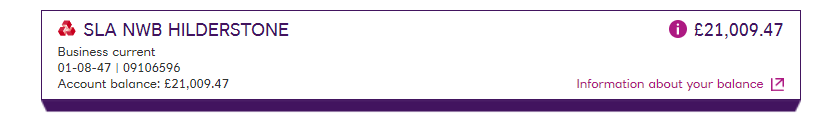 SLA NWB HILDERSTONE
£21,009.47
Business current
01-08-47 | 09106596
Account balance: £21,009.47
Information about your balance